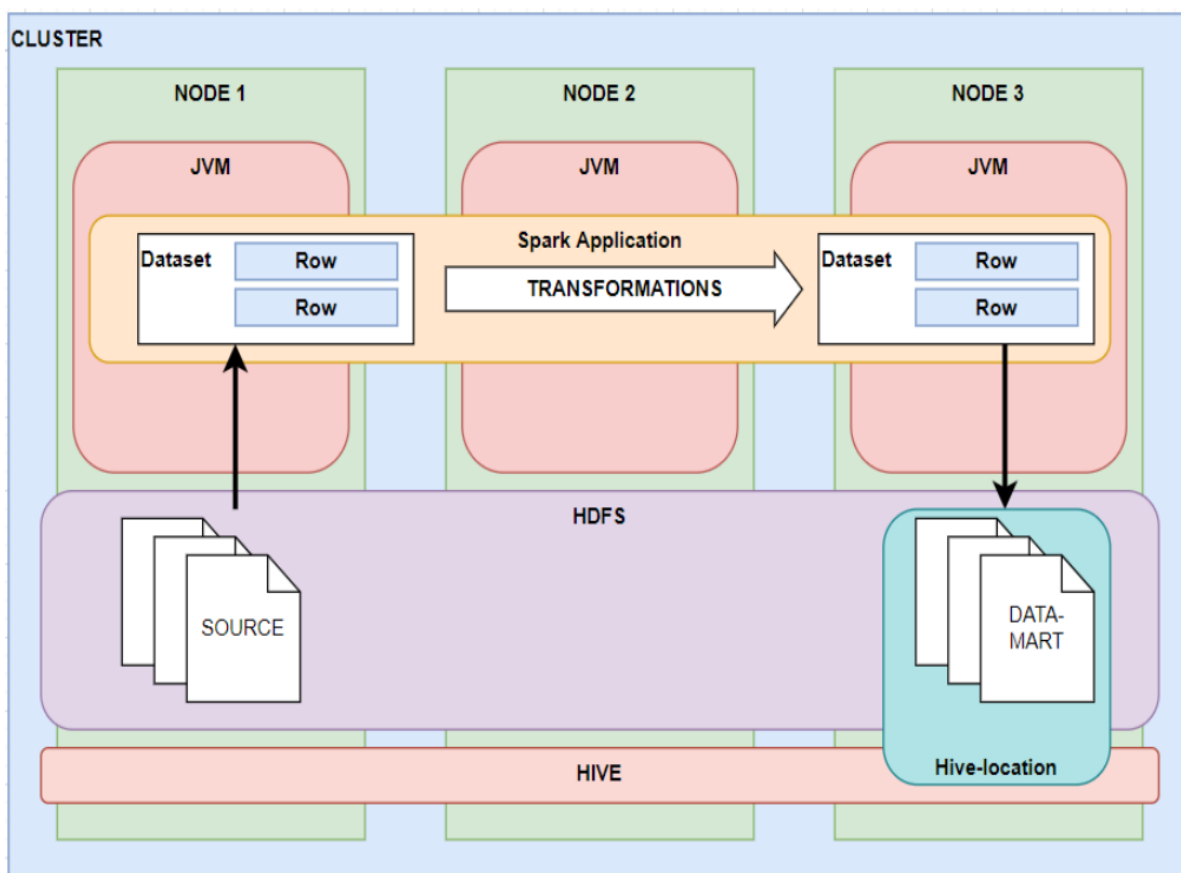 CLUSTER
NODE 1
NODE 2
NODE 3
JVM
JVM
JVM
Spark Application
Dataset
Row
Row
TRANSFORMATIONS
Dataset
Row
Row
HDFS
SOURCE
DATA-
MART
HIVE
Hive-location